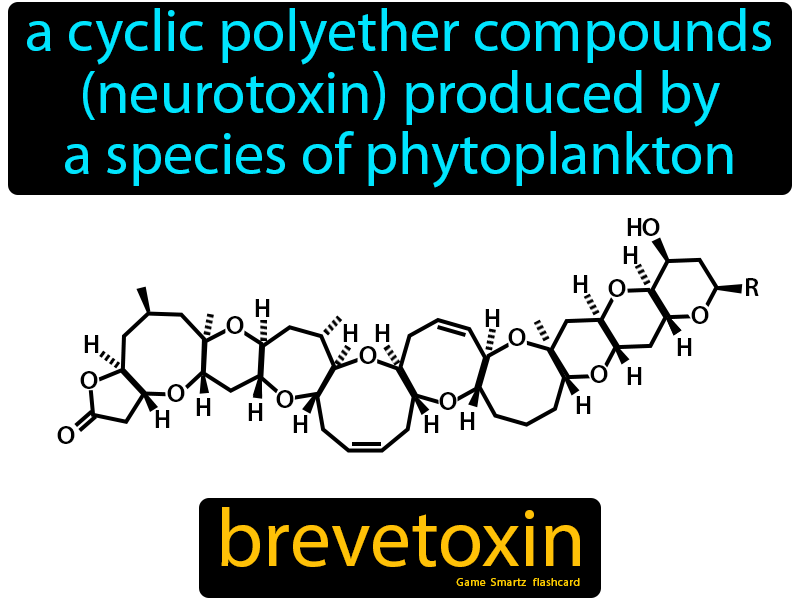 a cyclic polyether compounds
(neurotoxin) produced by
a species of phytoplankton
HO
H
H
O
R
O
H
H
H
O
H
H
O
H
H
O
H
O
O
H
O
H
H
O
H
H
O
H
H
O
brevetoxin
Game Smartz flashcard